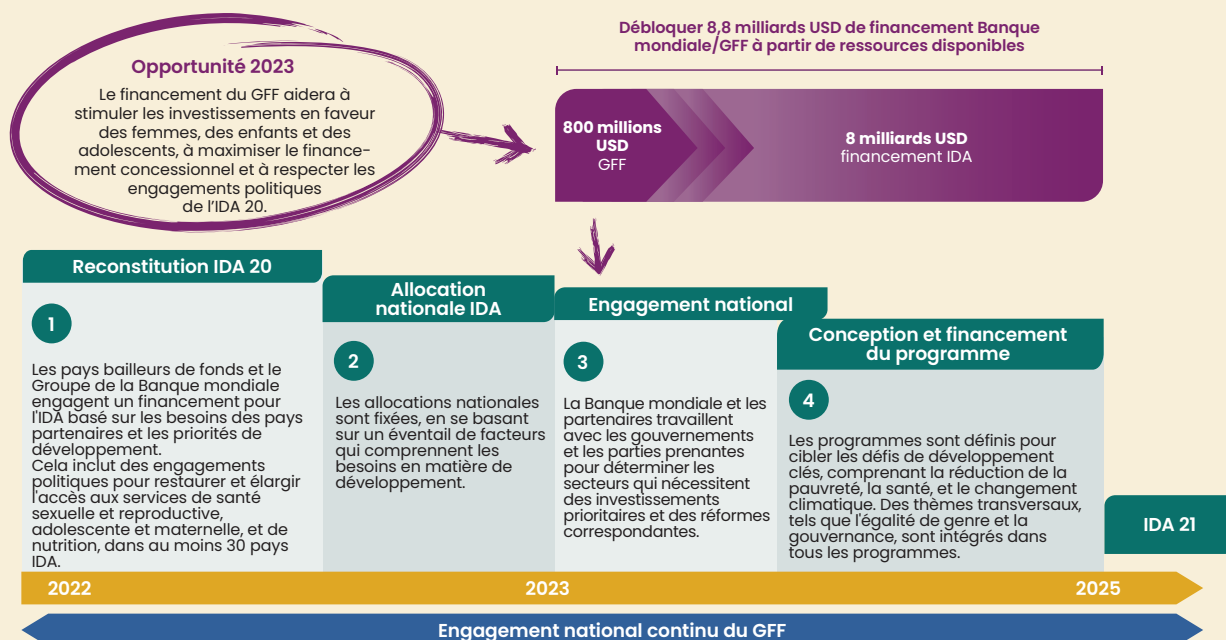 Opportunité 2023
Le financement du GFF aidera à
stimuler les investissements en faveur
des femmes, des enfants et des
adolescents, à maximiser le finance-
ment concessionnel et à respecter les
engagements politiques
de l'IDA 20.
Débloquer 8,8 milliards USD de financement Banque
mondiale/GFF à partir de ressources disponibles
800 millions
USD
GFF
8 milliards USD
financement IDA
Reconstitution IDA 20
1
Les pays bailleurs de fonds et le
Groupe de la Banque mondiale
engagent un financement pour
l'IDA basé sur les besoins des pays
partenaires et les priorités de
développement.
Cela inclut des engagements
politiques pour restaurer et élargir
l'accès aux services de santé
sexuelle et reproductive,
adolescente et maternelle, et de
nutrition, dans au moins 30 pays
IDA.
Allocation
nationale IDA
2
Les allocations nationales
sont fixées, en se basant
sur un éventail de facteurs
qui comprennent les
besoins en matière de
développement.
Engagement national
3
La Banque mondiale et les
partenaires travaillent
avec les gouvernements
et les parties prenantes
pour déterminer les
secteurs qui nécessitent
des investissements
prioritaires et des réformes
correspondantes.
Conception et financement
du programme
4
Les programmes sont définis pour
cibler les défis de développement
clés, comprenant la réduction de la
pauvreté, la santé, et le changement
climatique. Des thèmes transversaux,
tels que l'égalité de genre et la
gouvernance, sont intégrés dans
tous les programmes.
IDA 21
2022
2023
2025
Engagement national continu du GFF